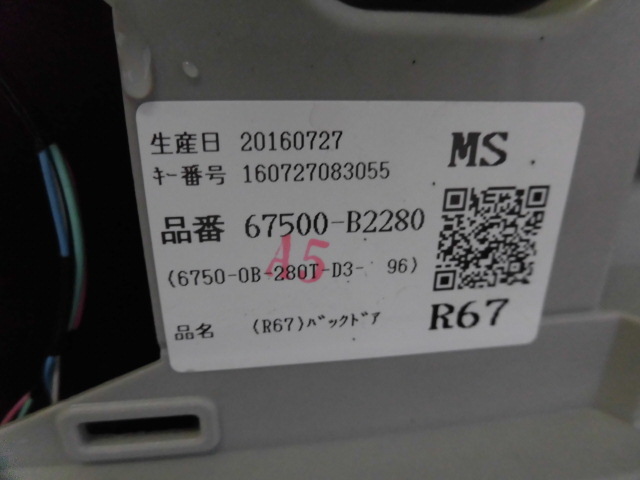 生産日 20160727
MS
ｷｰ番号 160727083055
品番 67500-B2280
A5
(6750-0B-280T-D3- 96)
品名 (R67)ﾊﾞｯｸﾄﾞｱ
R67